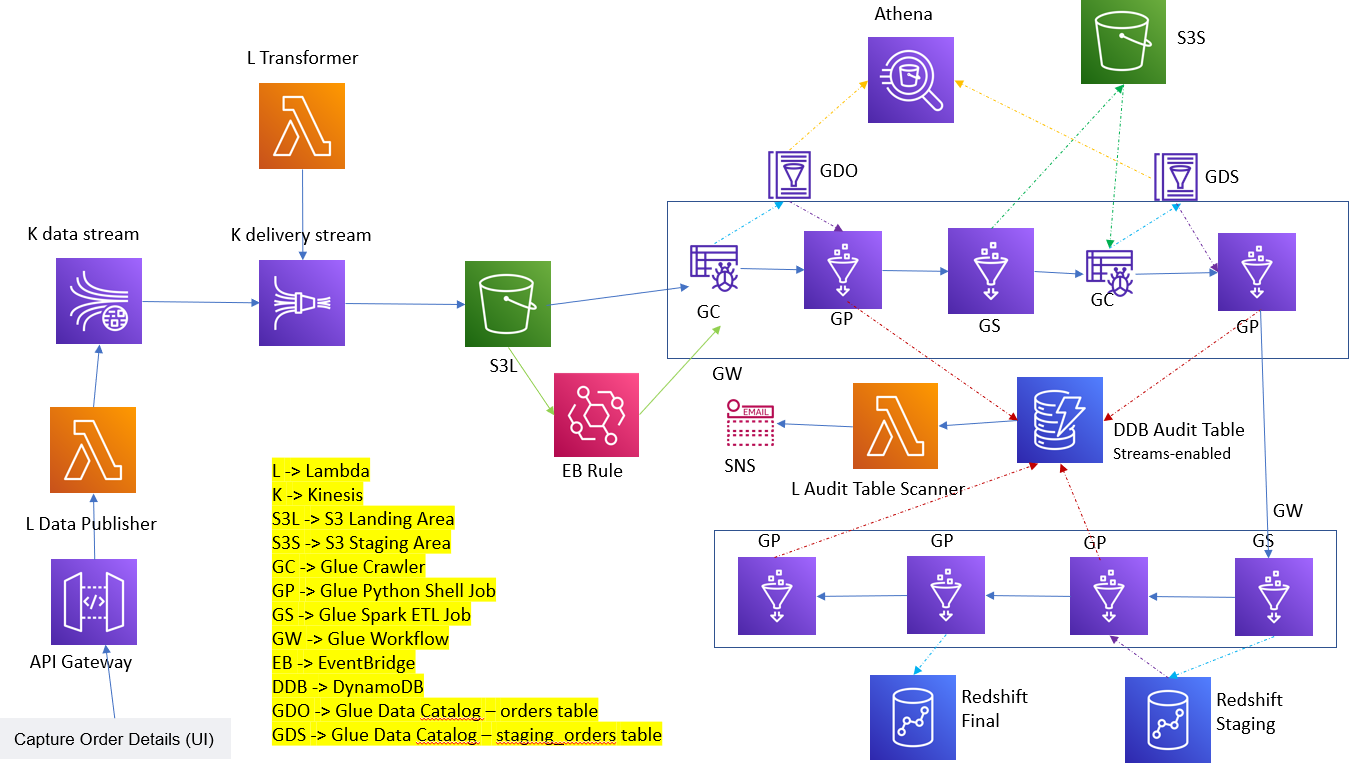 Athena
S3S
L Transformer
GDO
GDS
K data stream
K delivery stream
GC
GP
GS
GC
GP
S3L
GW
EMAIL
SNS
EB Rule
L Audit Table Scanner
DDB Audit Table
Streams-enabled
L Data Publisher
L -> Lambda
K -> Kinesis
S3L -> S3 Landing Area
S3S -> S3 Staging Area
GC -> Glue Crawler
GP -> Glue Python Shell Job
GS -> Glue Spark ETL Job
GW -> Glue Workflow
EB -> EventBridge
DDB -> DynamoDB
GDO -> Glue Data Catalog – orders table
GDS -> Glue Data Catalog – staging_orders table
GW
GP
GP
GP
GS
</>
API Gateway
Redshift
Final
Redshift
Staging
Capture Order Details (UI)